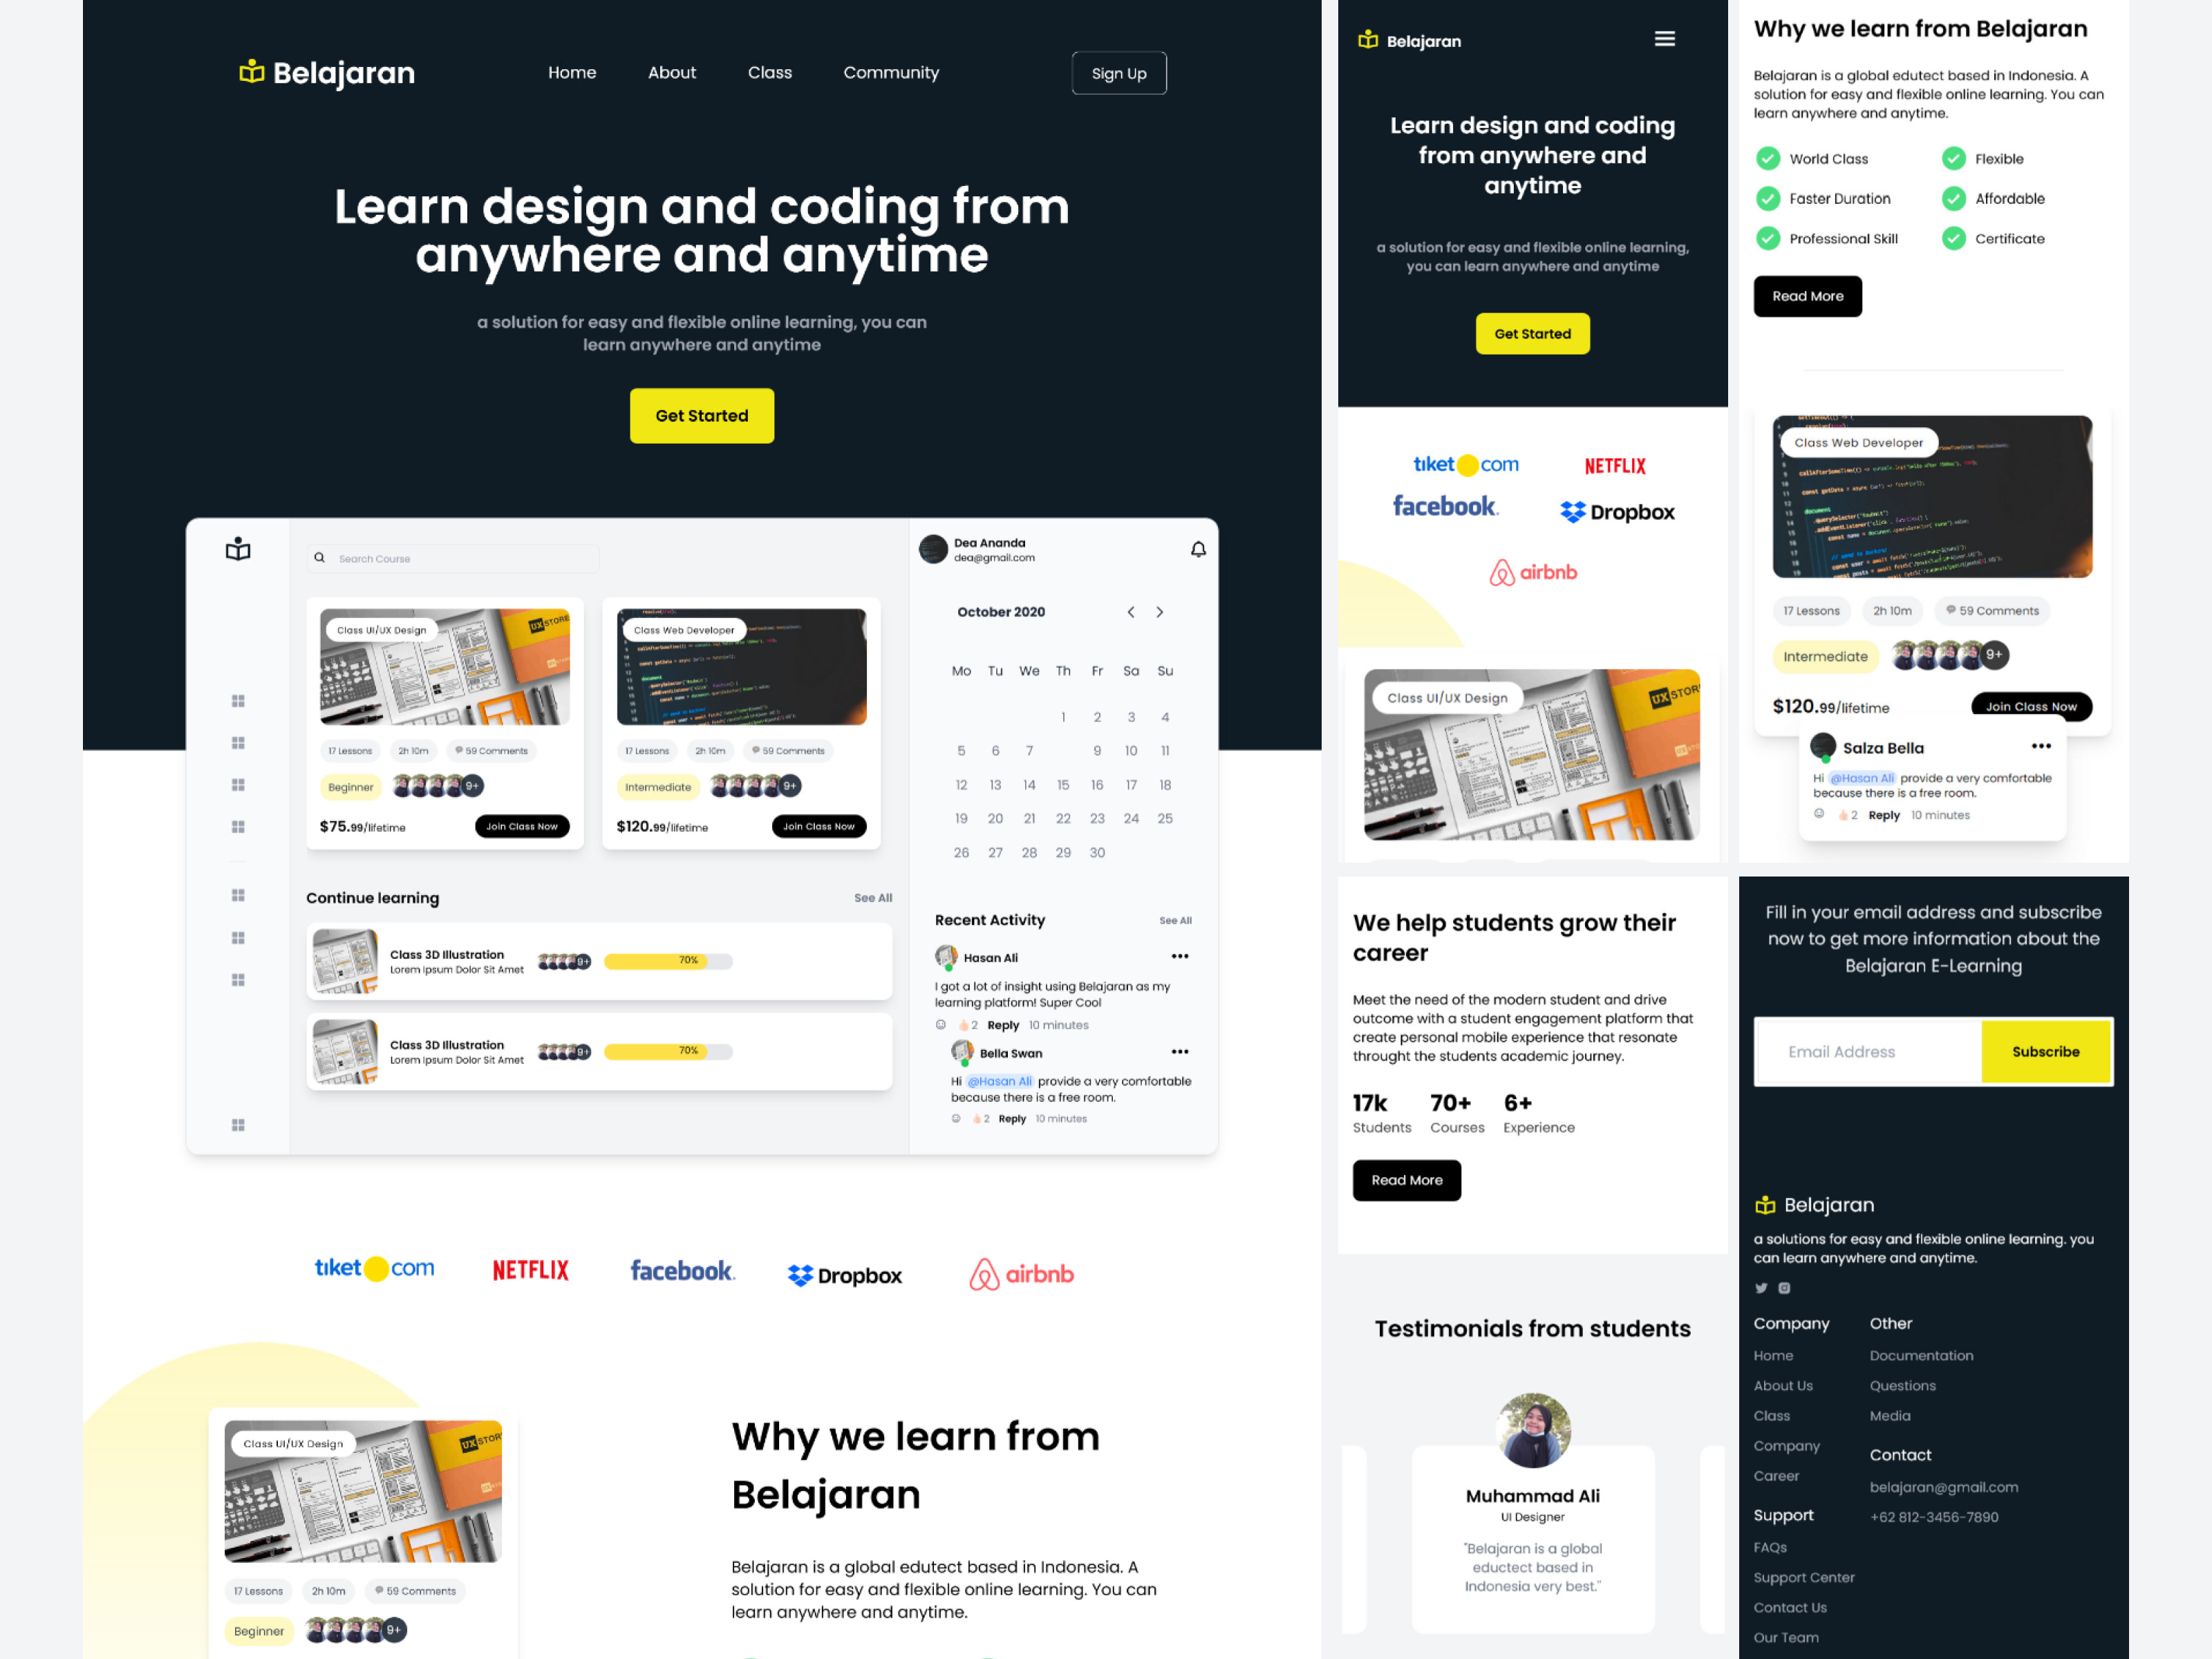 Belajaran
Home
About
Class
Community
Sign Up
Learn design and coding from
anywhere and anytime
a solution for easy and flexible online learning, you can
learn anywhere and anytime
Get Started
Search Course
Class UI/UX Design
UX STORE
17 Lessons
2h 10m
59 Comments
Beginner
9+
$75.99/lifetime
Join Class Now
Class Web Developer
17 Lessons
2h 10m
59 Comments
Intermediate
9+
$120.99/lifetime
Join Class Now
Continue learning
See All
Class 3D Illustration
Lorem Ipsum Dolor Sit Amet
9+
70%
Class 3D Illustration
Lorem Ipsum Dolor Sit Amet
9+
70%
Dea Ananda
dea@gmail.com
October 2020
Mo Tu We Th Fr Sa Su
1 2 3 4
5 6 7 9 10 11
12 13 14 15 16 17 18
19 20 21 22 23 24 25
26 27 28 29 30
Recent Activity
See All
Hasan Ali
I got a lot of insight using Belajaran as my
learning platform! Super Cool
2 Reply 10 minutes
Bella Swan
Hi @Hasan Ali provide a very comfortable
because there is a free room.
2 Reply 10 minutes
tiket com
NETFLIX
facebook.
Dropbox
airbnb
Class UI/UX Design
UX STOR
17 Lessons
2h 10m
59 Comments
Beginner
9+
Why we learn from
Belajaran
Belajaran is a global edutect based in Indonesia. A
solution for easy and flexible online learning. You can
learn anywhere and anytime.
Belajaran
Learn design and coding
from anywhere and
anytime
a solution for easy and flexible online learning,
you can learn anywhere and anytime
Get Started
tiket com
NETFLIX
facebook.
Dropbox
airbnb
Class UI/UX Design
UX STOR
We help students grow their
career
Meet the need of the modern student and drive
outcome with a student engagement platform that
create personal mobile experience that resonate
throught the students academic journey.
17k
Students
70+
Courses
6+
Experience
Read More
Testimonials from students
Muhammad Ali
UI Designer
"Belajaran is a global
eductect based in
Indonesia very best."
Why we learn from Belajaran
Belajaran is a global edutect based in Indonesia. A
solution for easy and flexible online learning. You can
learn anywhere and anytime.
World Class
Flexible
Faster Duration
Affordable
Professional Skill
Certificate
Read More
Class Web Developer
17 Lessons
2h 10m
59 Comments
Intermediate
9+
$120.99/lifetime
Join Class Now
Salza Bella
Hi @Hasan Ali provide a very comfortable
because there is a free room.
2 Reply 10 minutes
Fill in your email address and subscribe
now to get more information about the
Belajaran E-Learning
Email Address
Subscribe
Belajaran
a solutions for easy and flexible online learning. you
can learn anywhere and anytime.
Company
Home
About Us
Class
Company
Career
Support
FAQs
Support Center
Contact Us
Our Team
Other
Documentation
Questions
Media
Contact
belajaran@gmail.com
+62 812-3456-7890